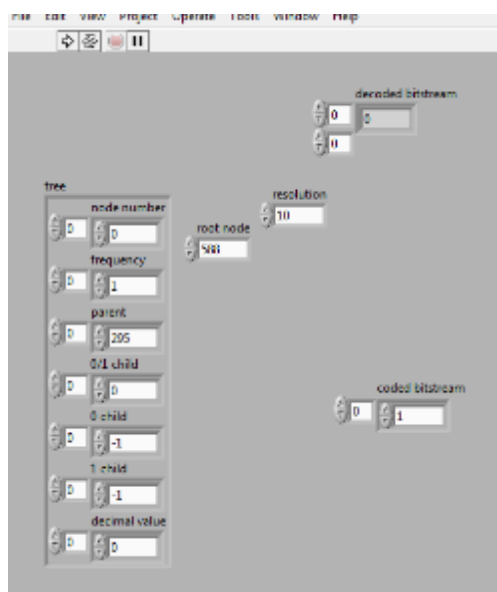 File Edit View Project Operate Tools Window Help
decoded bitstream
0 0
0
tree
node number
0 0
frequency
0 1
parent
0 295
0/1 child
0 0
0 child
0 -1
1 child
0 -1
decimal value
0 0
root node
588
resolution
10
coded bitstream
0 1